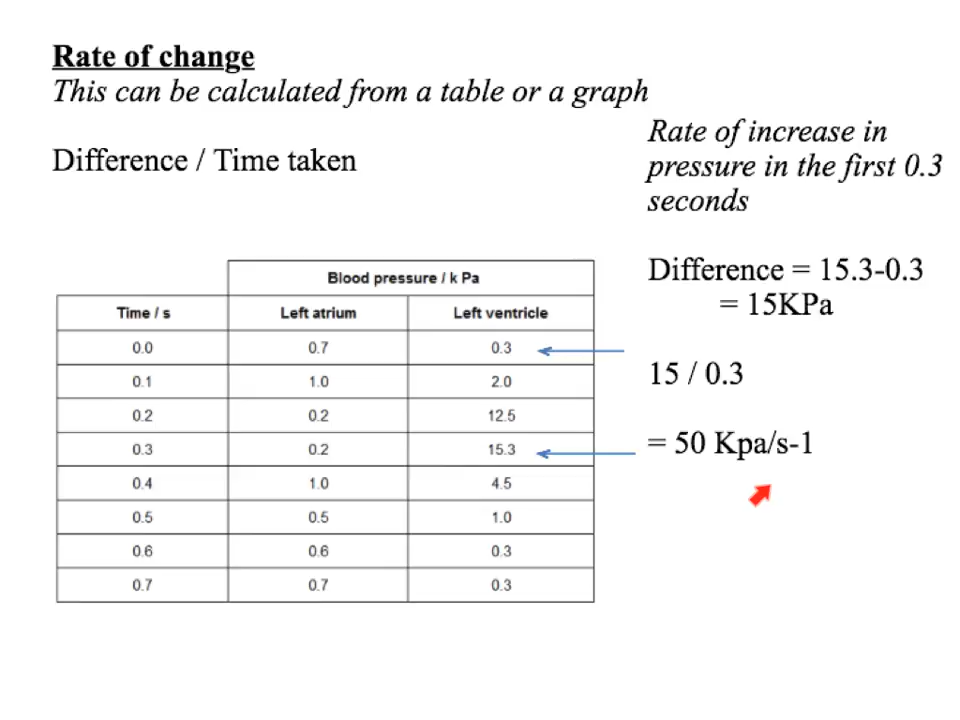 Rate of change
This can be calculated from a table or a graph
Difference / Time taken
Rate of increase in
pressure in the first 0.3
seconds
Difference = 15.3-0.3
= 15KPa
15 / 0.3
= 50 Kpa/s-1
Blood pressure / k Pa
Time / s Left atrium Left ventricle
0.0 0.7 0.3
0.1 1.0 2.0
0.2 0.2 12.5
0.3 0.2 15.3
0.4 1.0 4.5
0.5 0.5 1.0
0.6 0.6 0.3
0.7 0.7 0.3